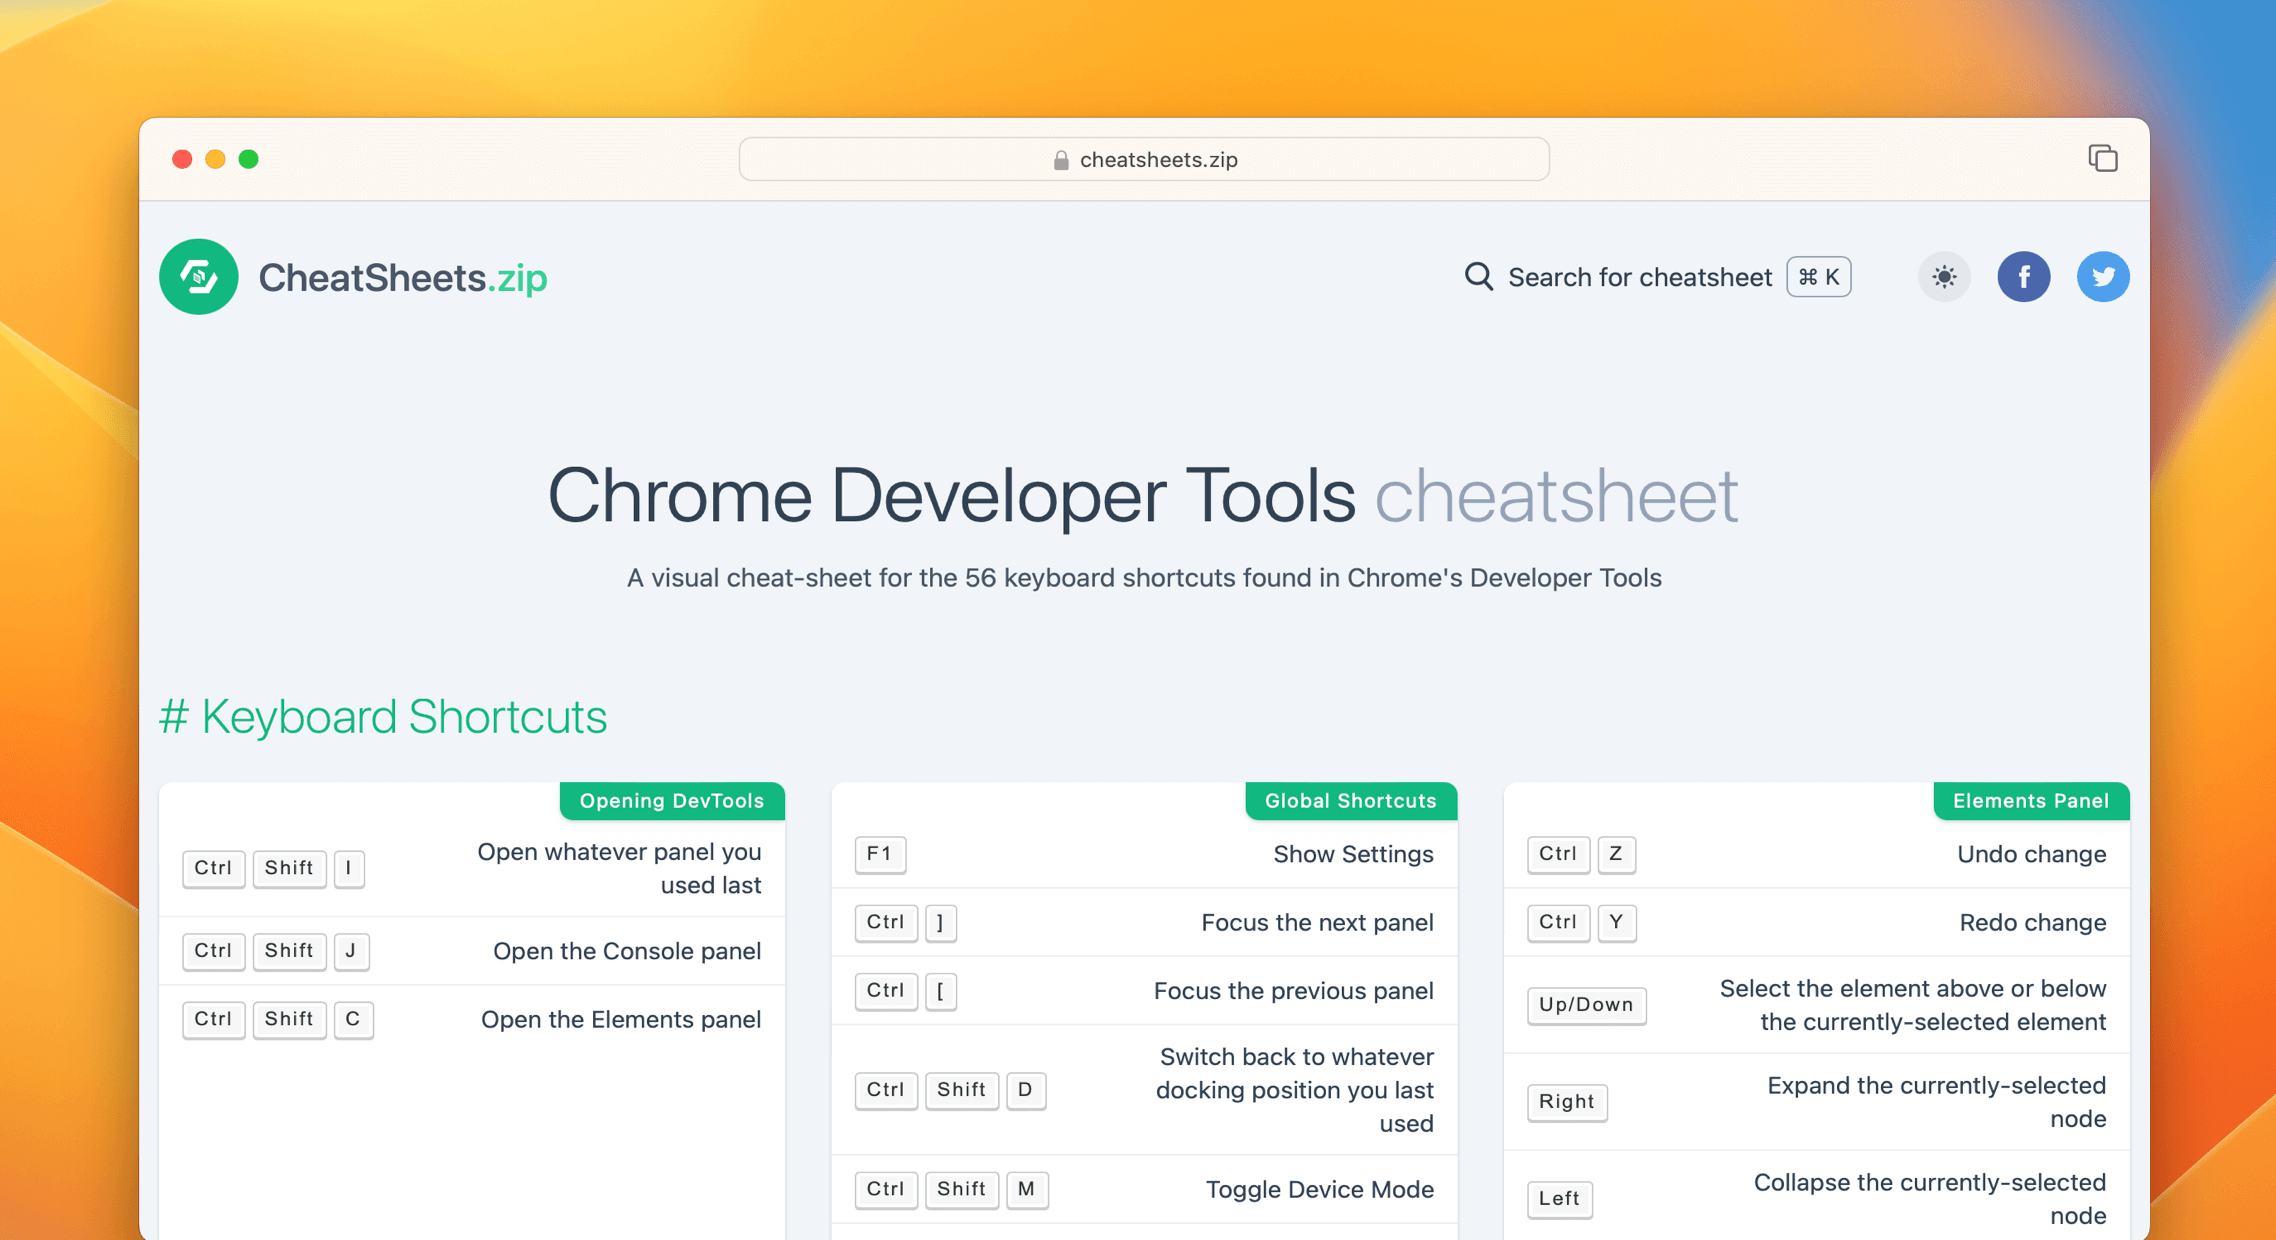 cheatsheets.zip
CheatSheets.zip
Search for cheatsheet ⌘ K
f
Chrome Developer Tools cheatsheet
A visual cheat-sheet for the 56 keyboard shortcuts found in Chrome's Developer Tools
# Keyboard Shortcuts
Opening DevTools
Ctrl Shift I
Open whatever panel you
used last
Ctrl Shift J Open the Console panel
Ctrl Shift C Open the Elements panel
Global Shortcuts
F1 Show Settings
Ctrl ] Focus the next panel
Ctrl [ Focus the previous panel
Ctrl Shift D
Switch back to whatever
docking position you last
used
Ctrl Shift M Toggle Device Mode
Elements Panel
Ctrl Z Undo change
Ctrl Y Redo change
Up/Down
Select the element above or below
the currently-selected element
Right
Expand the currently-selected
node
Left
Collapse the currently-selected
node